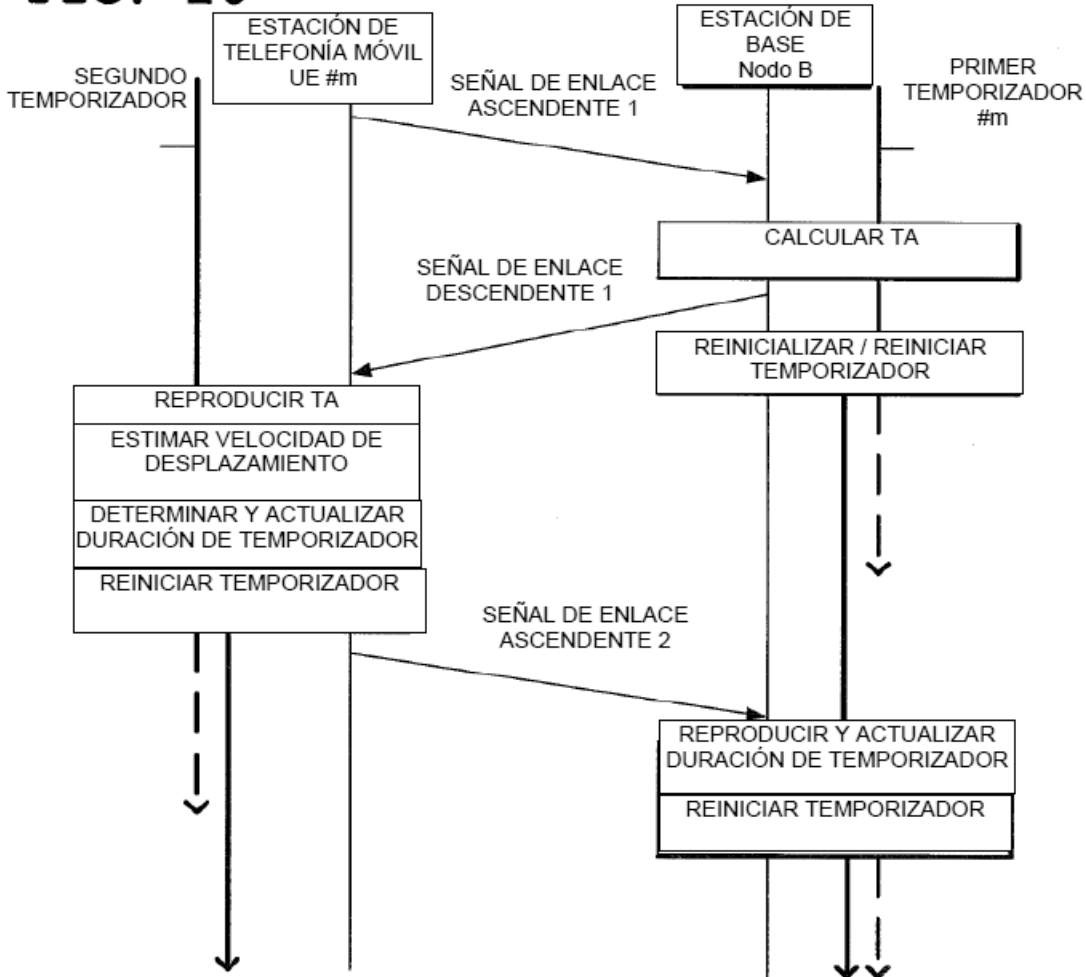 ESTACIÓN DE
TELEFONÍA MÓVIL
UE #m
ESTACIÓN DE
BASE
Nodo B
SEGUNDO
TEMPORIZADOR
SEÑAL DE ENLACE
ASCENDENTE 1
PRIMER
TEMPORIZADOR
#m
CALCULAR TA
SEÑAL DE ENLACE
DESCENDENTE 1
REINICIALIZAR / REINICIAR
TEMPORIZADOR
REPRODUCIR TA
ESTIMAR VELOCIDAD DE
DESPLAZAMIENTO
DETERMINAR Y ACTUALIZAR
DURACIÓN DE TEMPORIZADOR
REINICIAR TEMPORIZADOR
SEÑAL DE ENLACE
ASCENDENTE 2
REPRODUCIR Y ACTUALIZAR
DURACIÓN DE TEMPORIZADOR
REINICIAR TEMPORIZADOR